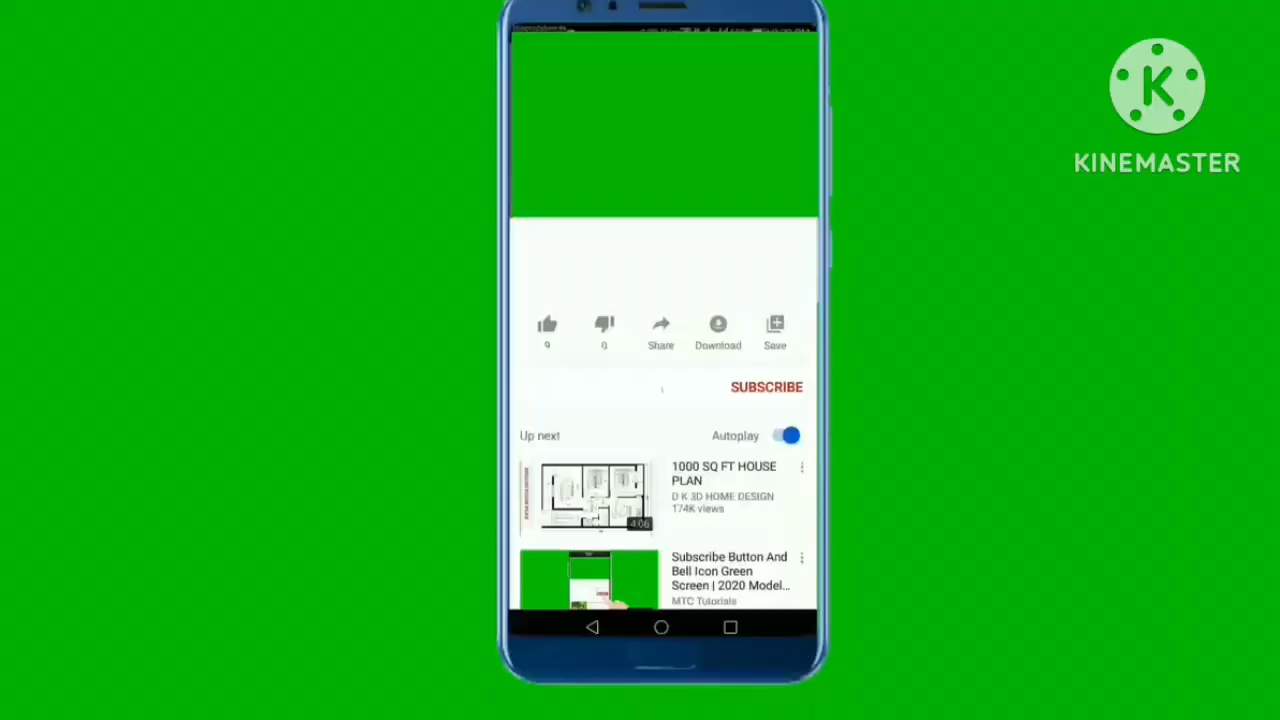 KINEMASTER
9
0
Share
Download
Save
SUBSCRIBE
Up next
Autoplay
1000 SQ FT HOUSE
PLAN
D K 3D HOME DESIGN
174K views
4:06
Subscribe Button And
Bell Icon Green
Screen | 2020 Model...
MTC Tutorials